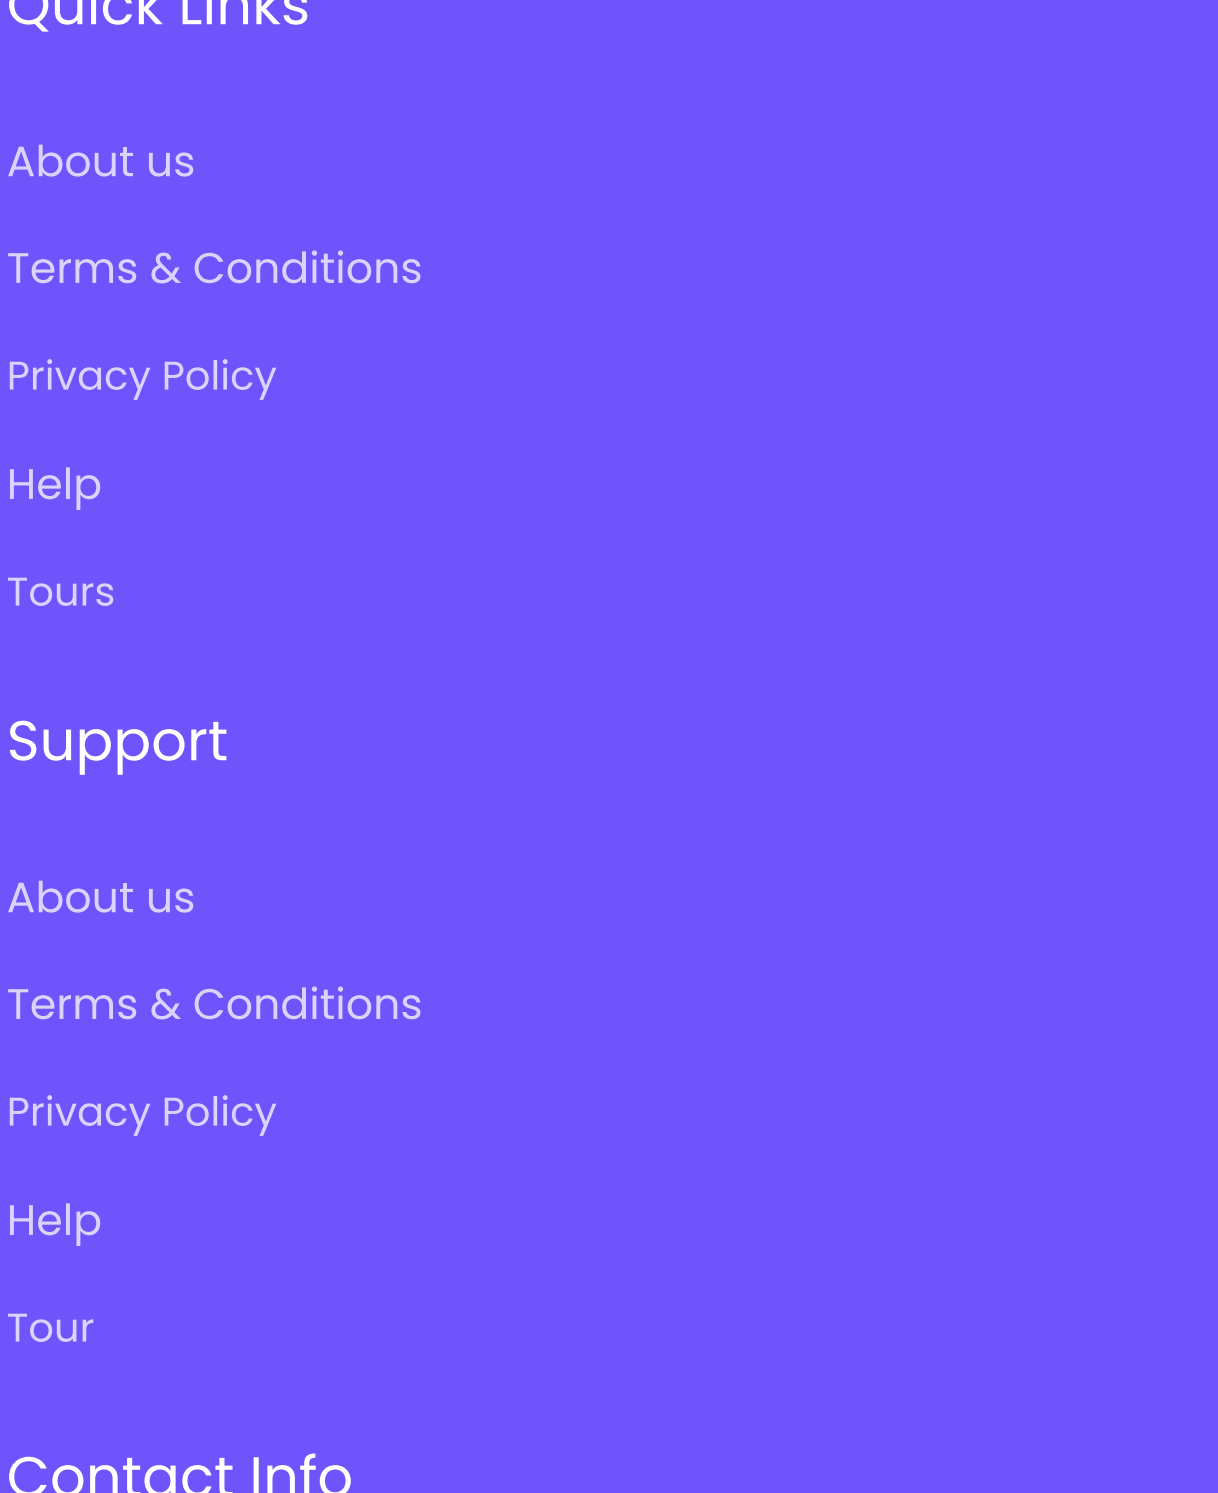 Quick Links
About us
Terms & Conditions
Privacy Policy
Help
Tours
Support
About us
Terms & Conditions
Privacy Policy
Help
Tour
Contact Info